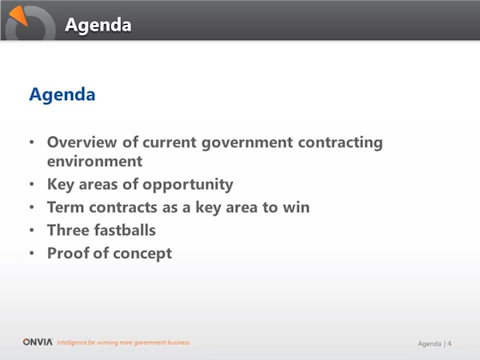 Agenda
Agenda
• Overview of current government contracting
environment
• Key areas of opportunity
• Term contracts as a key area to win
• Three fastballs
• Proof of concept
ONVIA Intelligence for winning more government business
Agenda | 4